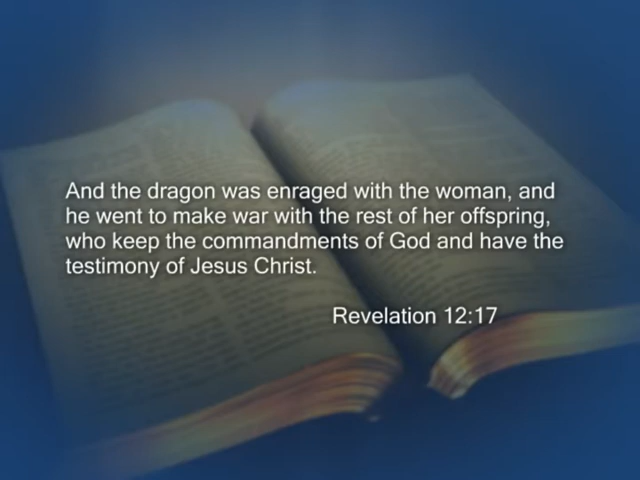 And the dragon was enraged with the woman, and
he went to make war with the rest of her offspring,
who keep the commandments of God and have the
testimony of Jesus Christ.
Revelation 12:17